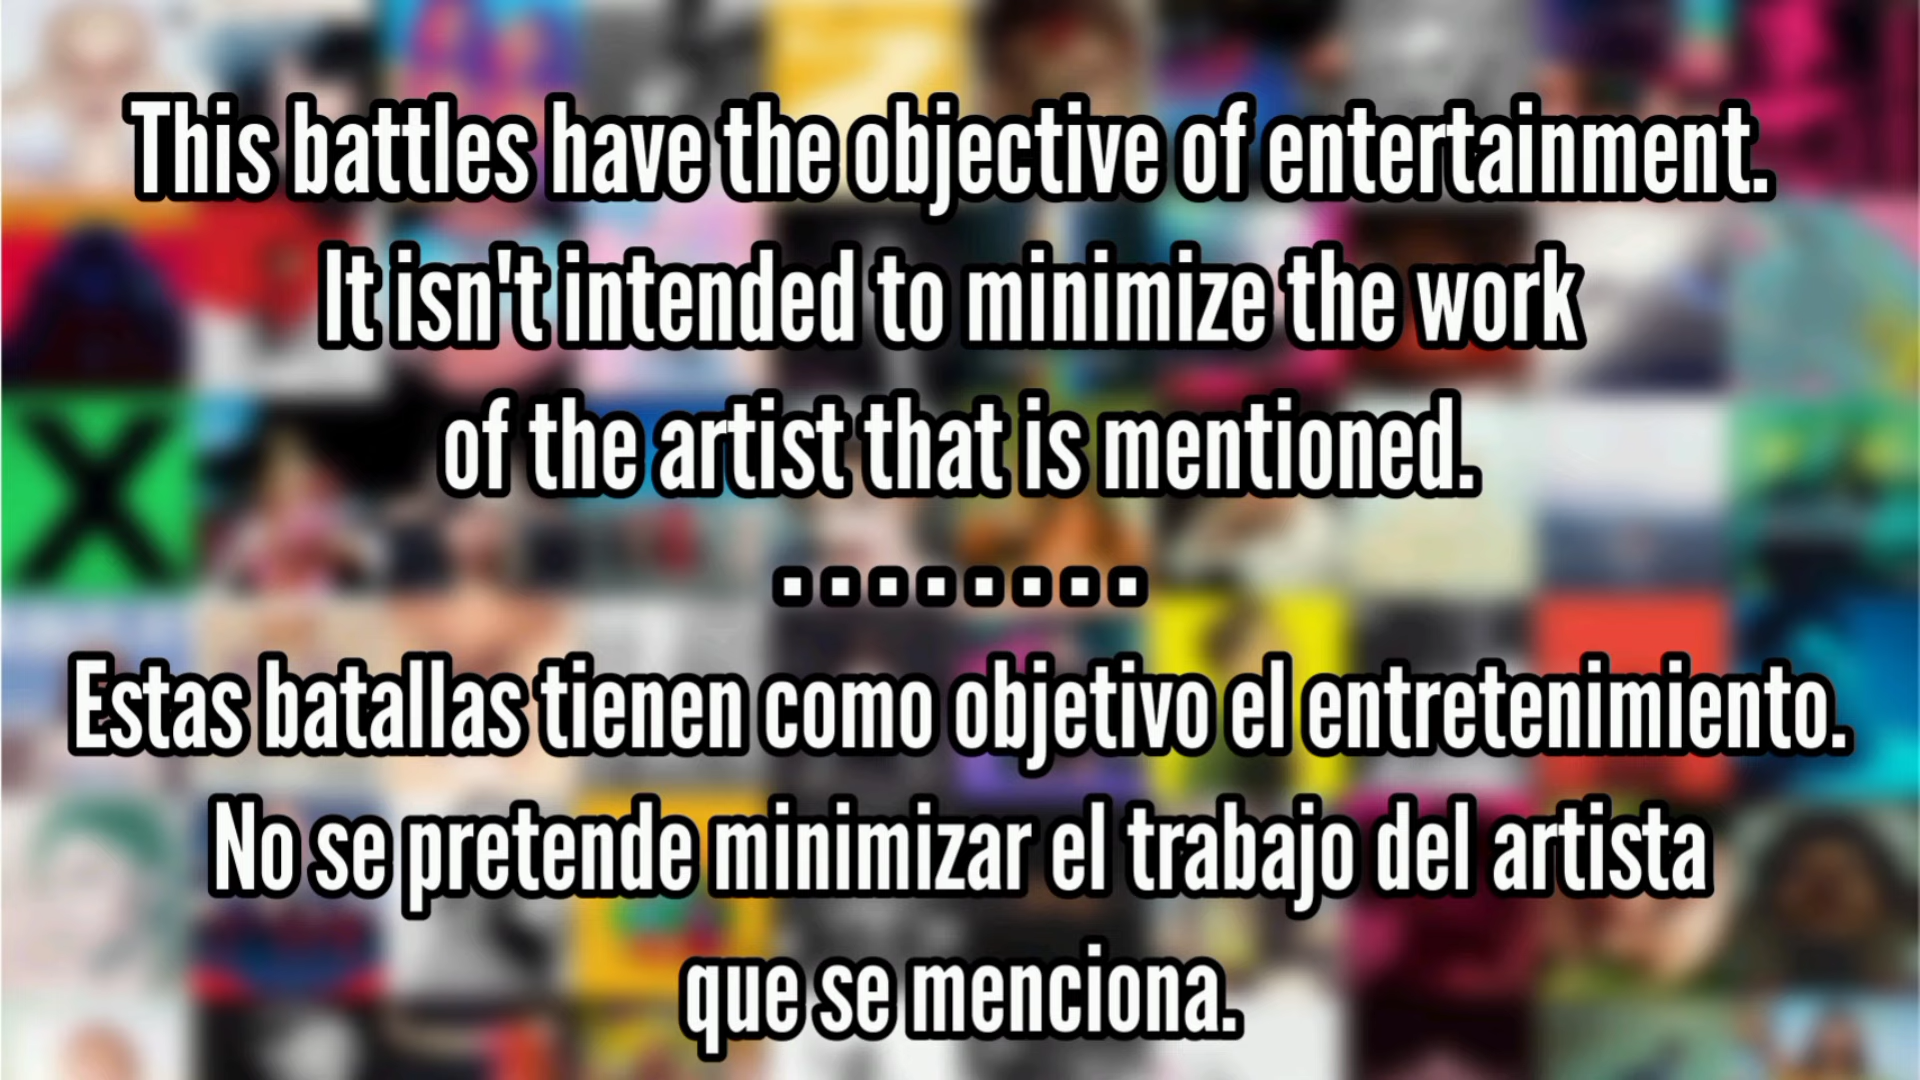 This battles have the objective of entertainment.
It isn't intended to minimize the work
of the artist that is mentioned.
........
Estas batallas tienen como objetivo el entretenimiento.
No se pretende minimizar el trabajo del artista
que se menciona.